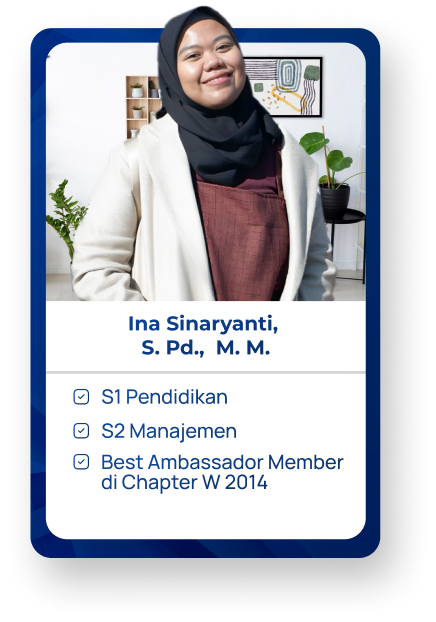 Ina Sinaryanti,
S. Pd., M. M.
S1 Pendidikan
S2 Manajemen
Best Ambassador Member
di Chapter W 2014